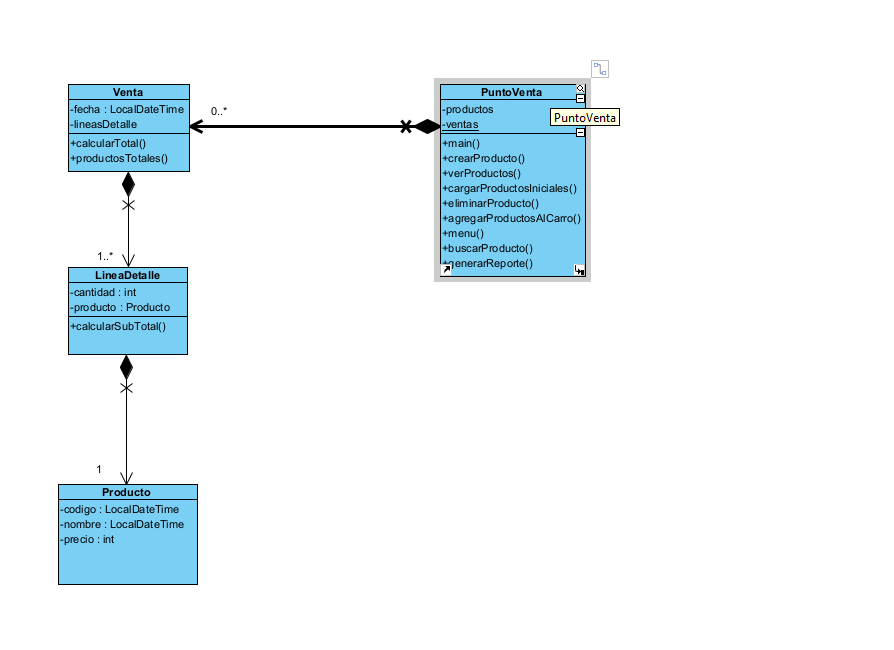 Venta
-fecha : LocalDateTime
-lineasDetalle
+calcularTotal()
+productosTotales()
0..*
PuntoVenta
-productos
-ventas
+main()
+crearProducto()
+verProductos()
+cargarProductosIniciales()
+eliminarProducto()
+agregarProductosAlCarro()
+menu()
+buscarProducto()
+generarReporte()
PuntoVenta
1..*
LineaDetalle
-cantidad : int
-producto : Producto
+calcularSubTotal()
1
Producto
-codigo : LocalDateTime
-nombre : LocalDateTime
-precio : int